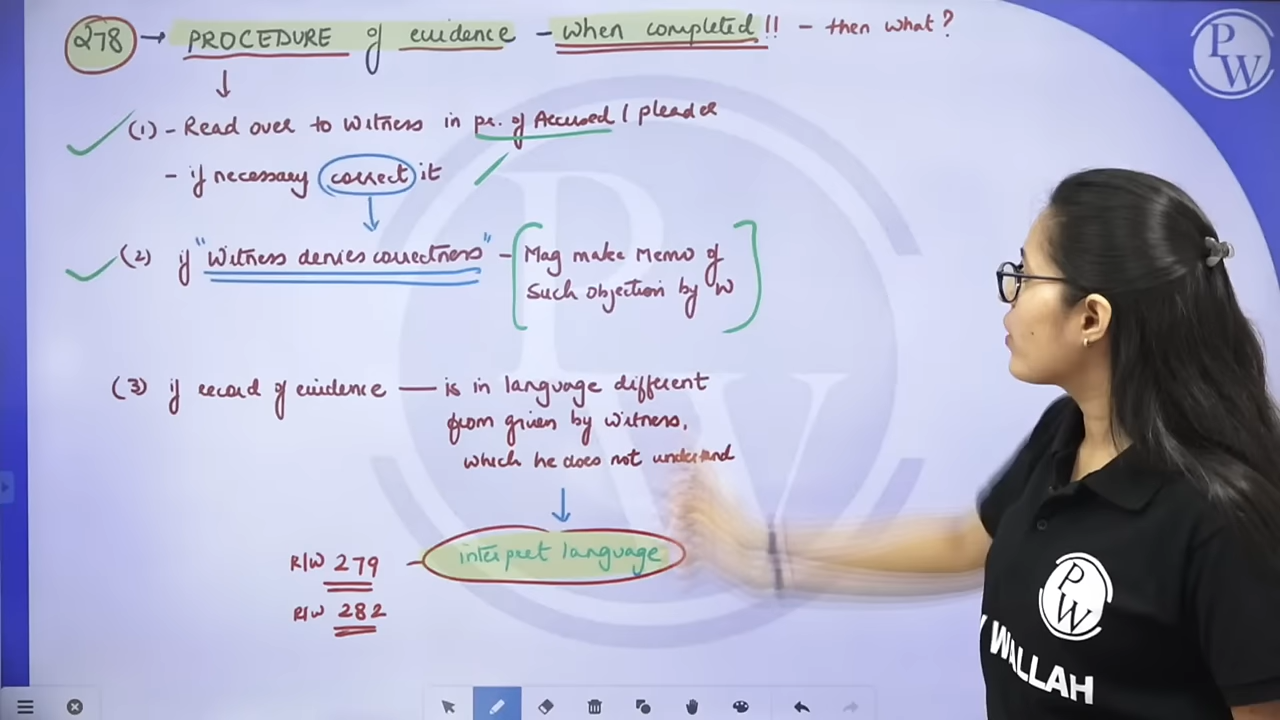 278 → PROCEDURE of evidence - when completed!! - then what?
(1) - Read over to Witness in pr. of Accused / pleader
- if necessary correct it
(2) if "Witness denies correctness" - [Mag make Memo of
Such objection by W]
(3) if record of evidence — is in language different
from given by witness,
which he does not understand
interpret language
R/W 279
R/W 282
PW
PW
WALLAH